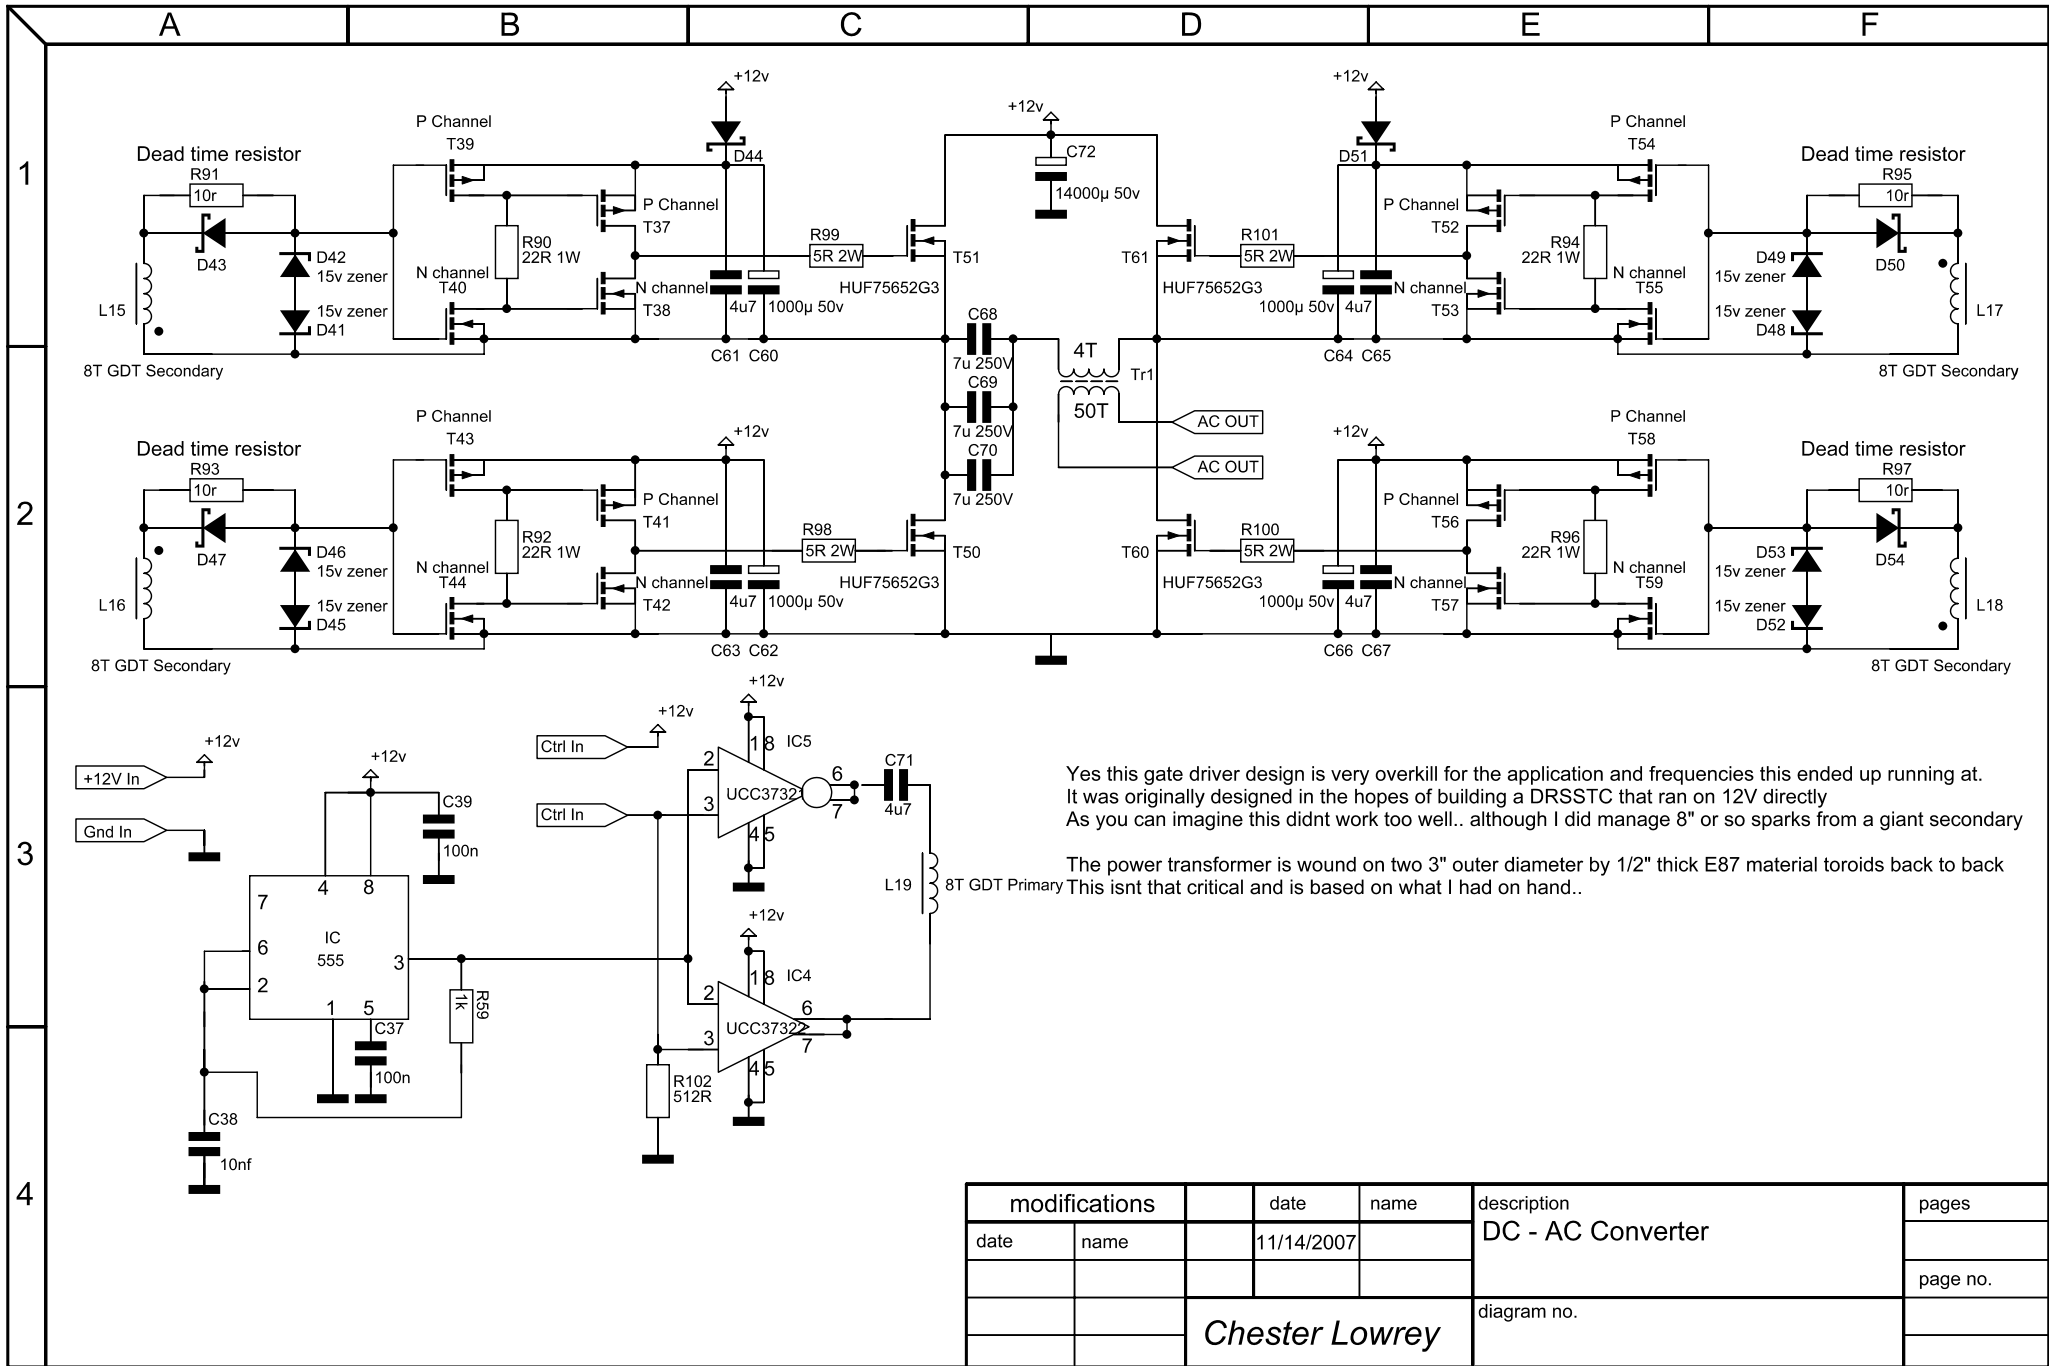 A B C D E F
1
2
3
4
+12v
+12v
+12v
P Channel
T39
D44
Dead time resistor
R91
10r
D43
D42
15v zener
15v zener
D41
L15
8T GDT Secondary
R90
22R 1W
N channel
T40
P Channel
T37
N channel
T38
4u7
1000µ 50v
C61 C60
R99
5R 2W
T51
HUF75652G3
C72
14000µ 50v
C68
7u 250V
C69
7u 250V
C70
7u 250V
4T
Tr1
50T
AC OUT
AC OUT
T61
HUF75652G3
R101
5R 2W
D51
P Channel
T52
N channel
T53
1000µ 50v
4u7
C64 C65
P Channel
T54
R94
22R 1W
N channel
T55
Dead time resistor
R95
10r
D50
D49
15v zener
15v zener
D48
L17
8T GDT Secondary
P Channel
T43
+12v
Dead time resistor
R93
10r
D47
D46
15v zener
15v zener
D45
L16
8T GDT Secondary
R92
22R 1W
N channel
T44
P Channel
T41
N channel
T42
4u7
1000µ 50v
C63 C62
R98
5R 2W
T50
HUF75652G3
T60
HUF75652G3
R100
5R 2W
+12v
P Channel
T56
N channel
T57
1000µ 50v
4u7
C66 C67
P Channel
T58
R96
22R 1W
N channel
T59
Dead time resistor
R97
10r
D54
D53
15v zener
15v zener
D52
L18
8T GDT Secondary
+12v
+12V In
Gnd In
+12v
C39
100n
4 8
7
6
2
IC
555
3
1 5
C37
100n
R59
1k
C38
10nf
Ctrl In
+12v
Ctrl In
+12v
1 8
IC5
2
3
UCC37321
6
7
4 5
C71
4u7
L19
8T GDT Primary
+12v
1 8
IC4
2
3
UCC37322
6
7
4 5
R102
512R
Yes this gate driver design is very overkill for the application and frequencies this ended up running at.
It was originally designed in the hopes of building a DRSSTC that ran on 12V directly
As you can imagine this didnt work too well.. although I did manage 8" or so sparks from a giant secondary
The power transformer is wound on two 3" outer diameter by 1/2" thick E87 material toroids back to back
This isnt that critical and is based on what I had on hand..
modifications
date name
date name
11/14/2007
description
DC - AC Converter
pages
page no.
diagram no.
Chester Lowrey